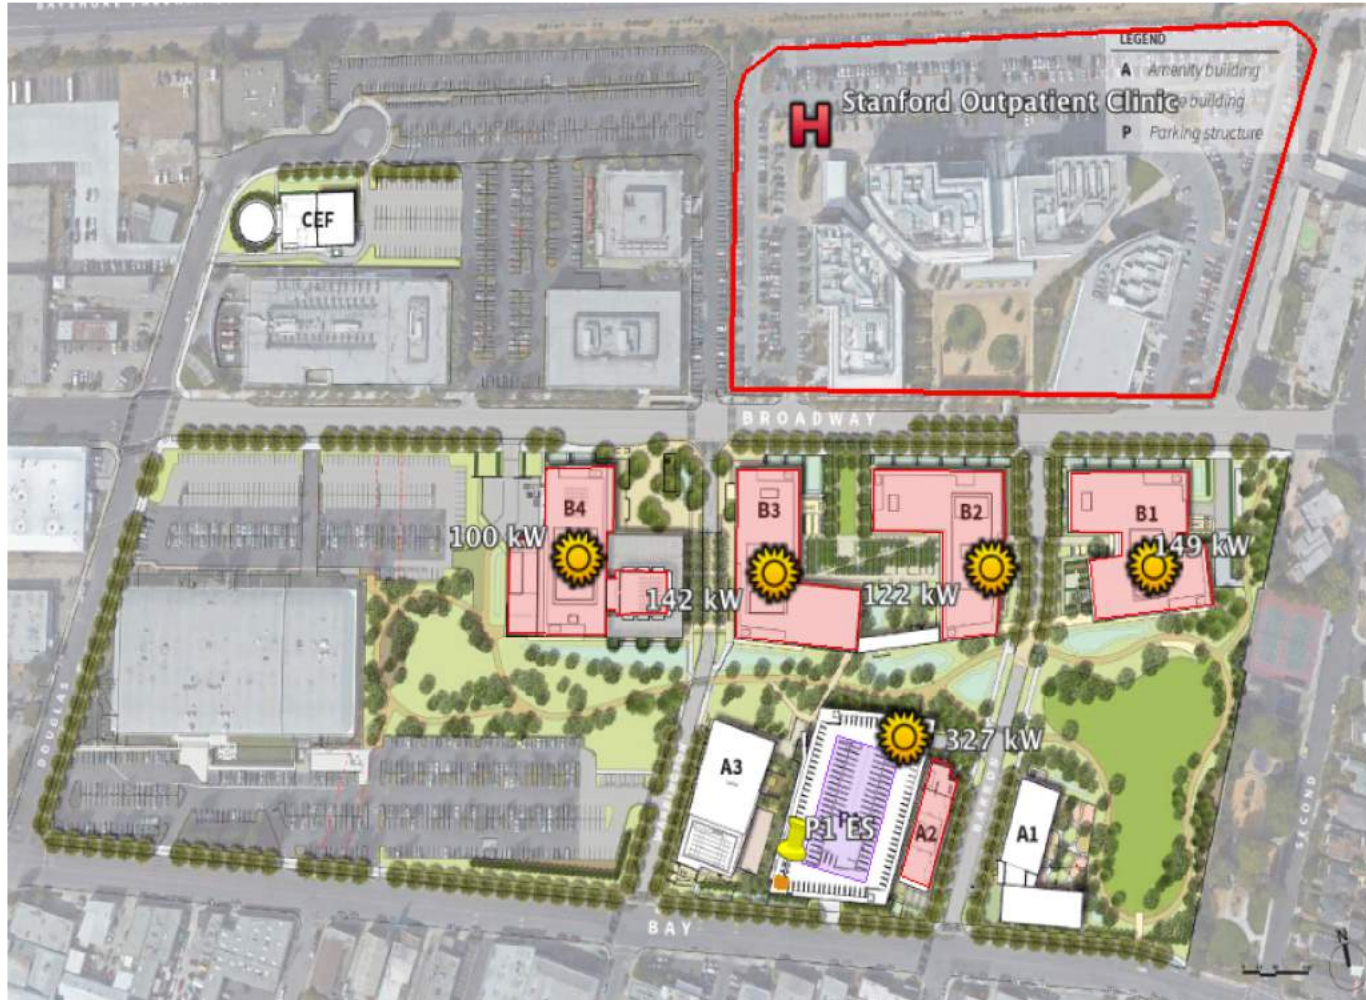 LEGEND
A Amenity building
Stanford Outpatient Clinic
building
P Parking structure
H
CEF
BROADWAY
B4
B3
B2
B1
100 kW
149 kW
142 kW
122 kW
327 kW
A3
P1 ES
A2
A1
DOUGLAS
SECOND
BAY
N